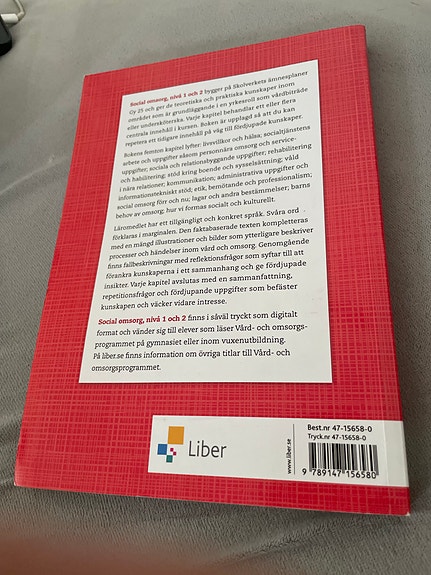 Social omsorg, nivå 1 och 2 bygger på Skolverkets ämnesplaner
Gy 25 och ger de teoretiska och praktiska kunskaper inom
området som är grundläggande i en yrkesroll som vårdbiträde
eller undersköterska. Varje kapitel behandlar ett eller flera
centrala innehåll i kursen. Boken är upplagd så att du kan
repetera ett tidigare innehåll på väg till fördjupade kunskaper.
Bokens femton kapitel lyfter: livsvillkor och hälsa; socialtjänstens
arbete och uppgifter såsom personnära omsorg och service-
uppgifter; sociala och relationsbyggande uppgifter; rehabilitering
och habilitering; stöd kring boende och sysselsättning; våld
i nära relationer; kommunikation; administrativa uppgifter och
informationstekniskt stöd; etik, bemötande och professionalism;
social omsorg förr och nu; lagar och andra bestämmelser; barns
behov av omsorg; hur vi formas socialt och kulturellt.
Läromedlet har ett tillgängligt och konkret språk. Svåra ord
förklaras i marginalen. Den faktabaserade texten kompletteras
med en mängd illustrationer och bilder som ytterligare beskriver
processer och händelser inom vård och omsorg. Genomgående
finns fallbeskrivningar med reflektionsfrågor som syftar till att
förankra kunskaperna i ett sammanhang och ge fördjupade
insikter. Varje kapitel avslutas med en sammanfattning,
repetitionsfrågor och fördjupande uppgifter som befäster
kunskapen och väcker vidare intresse.
Social omsorg, nivå 1 och 2 finns i såväl tryckt som digitalt
format och vänder sig till elever som läser Vård- och omsorgs-
programmet på gymnasiet eller inom vuxenutbildning.
På liber.se finns information om övriga titlar till Vård- och
omsorgsprogrammet.
Liber
www.liber.se
Best.nr 47-15658-0
Tryck.nr 47-15658-0
9 789147 156580